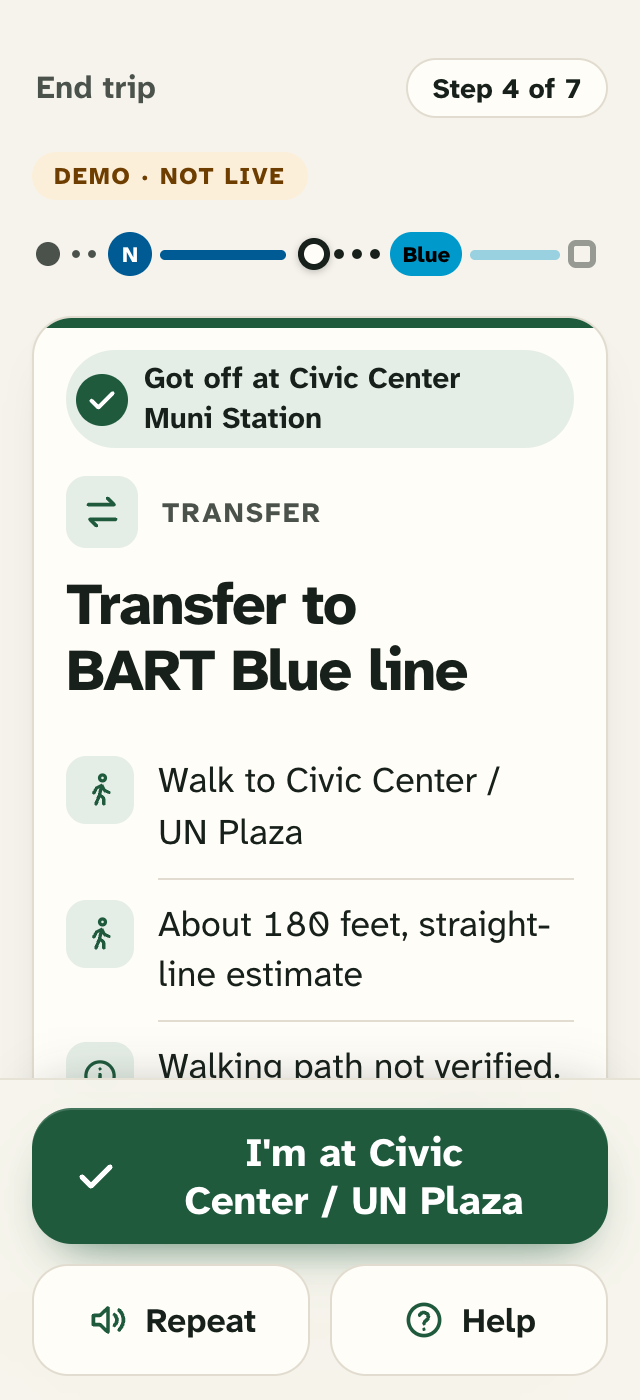 End trip
Step 4 of 7
DEMO · NOT LIVE
N
Blue
Got off at Civic Center
Muni Station
TRANSFER
Transfer to
BART Blue line
Walk to Civic Center /
UN Plaza
About 180 feet, straight-
line estimate
Walking path not verified.
I'm at Civic
Center / UN Plaza
Repeat
Help